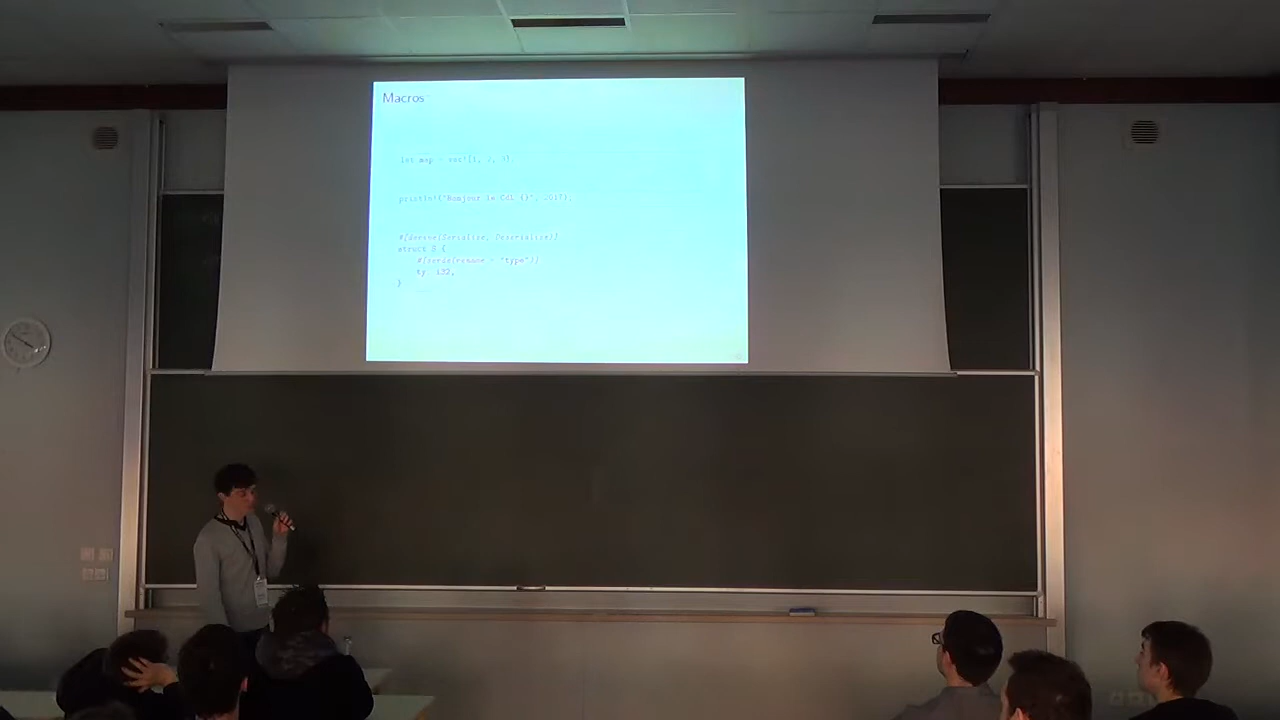 Macros
let map = vec![1, 2, 3];
println!("Bonjour le CdL {}", 2017);
#[derive(Serialize, Deserialize)]
struct S {
#[serde(rename = "type")]
ty i32,
}